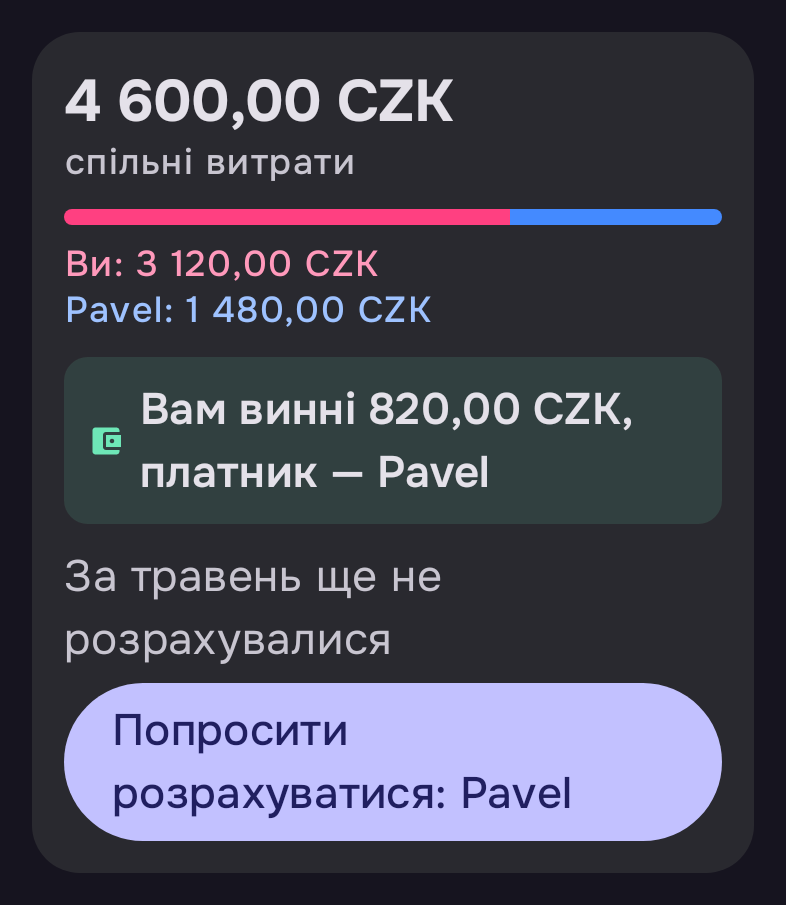 4 600,00 CZK
спільні витрати
Ви: 3 120,00 CZK
Pavel: 1 480,00 CZK
Вам винні 820,00 CZK,
платник — Pavel
За травень ще не
розрахувалися
Попросити
розрахуватися: Pavel